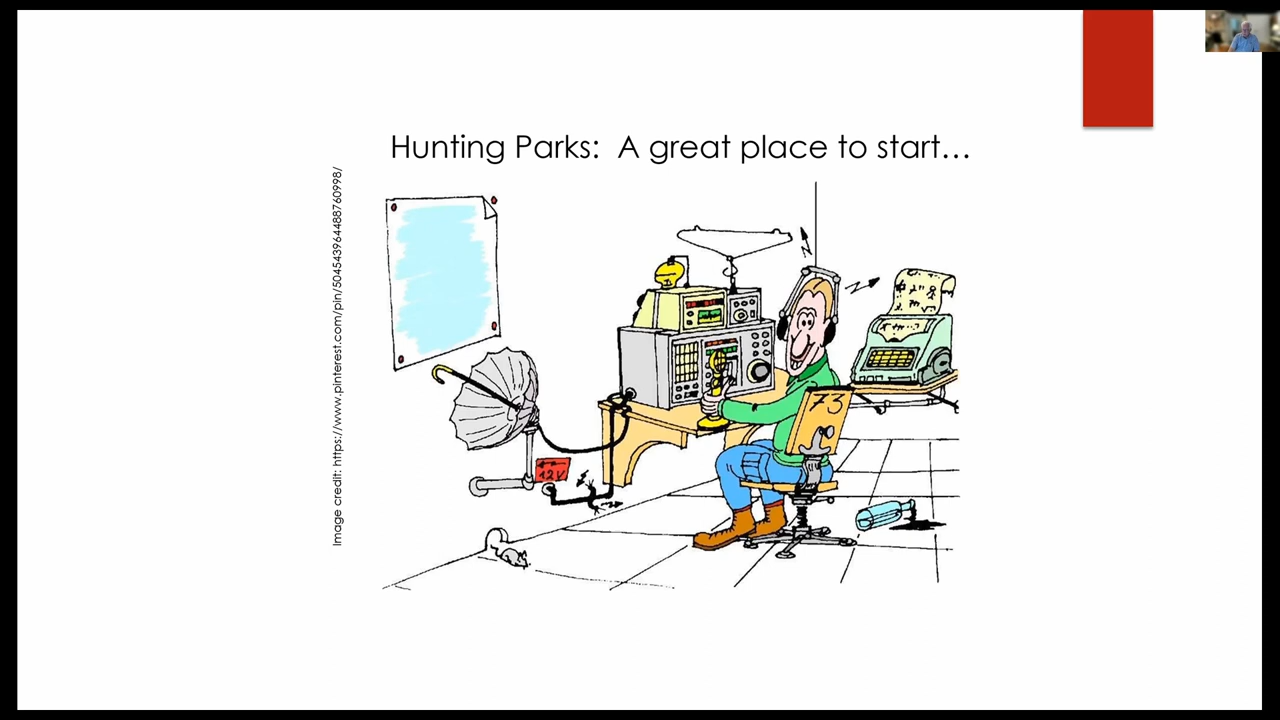 Hunting Parks:  A great place to start…
Image credit: https://www.pinterest.com/pin/504543964488760998/
73
12V